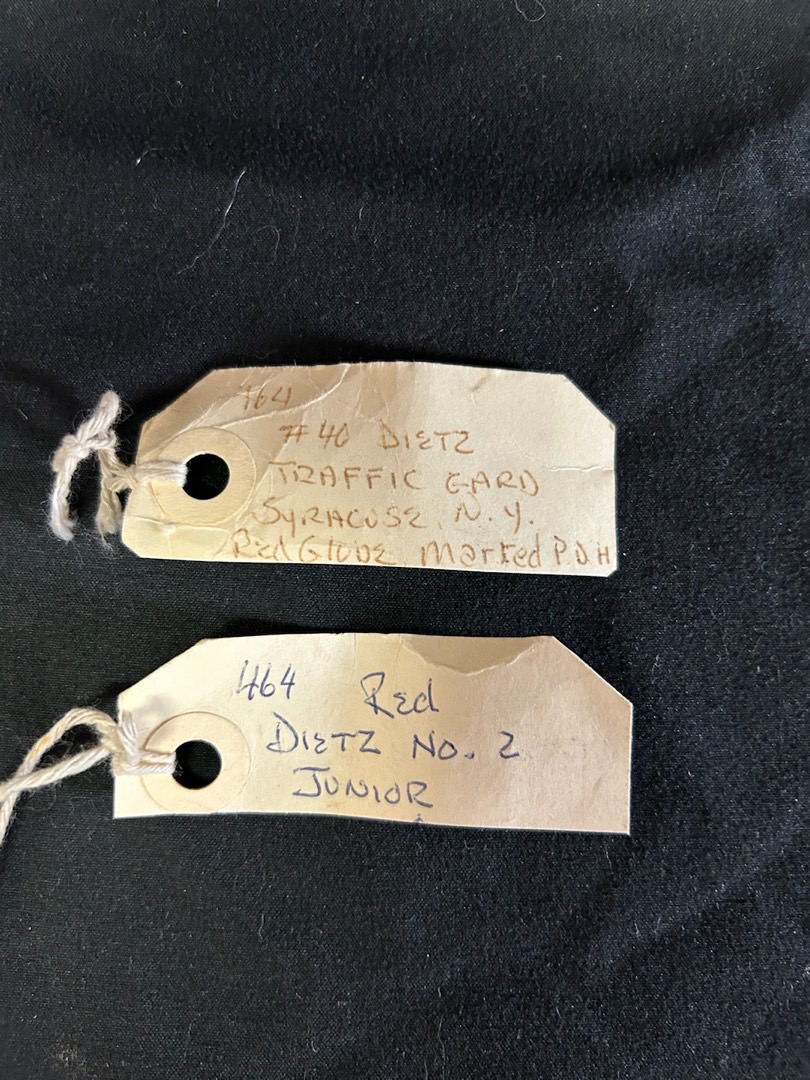 464
#40 DIETZ
TRAFFIC GARD
SYRACUSE, N.Y.
Red Globe Marked P.D.H
464 Red
DIETZ NO. 2
JUNIOR